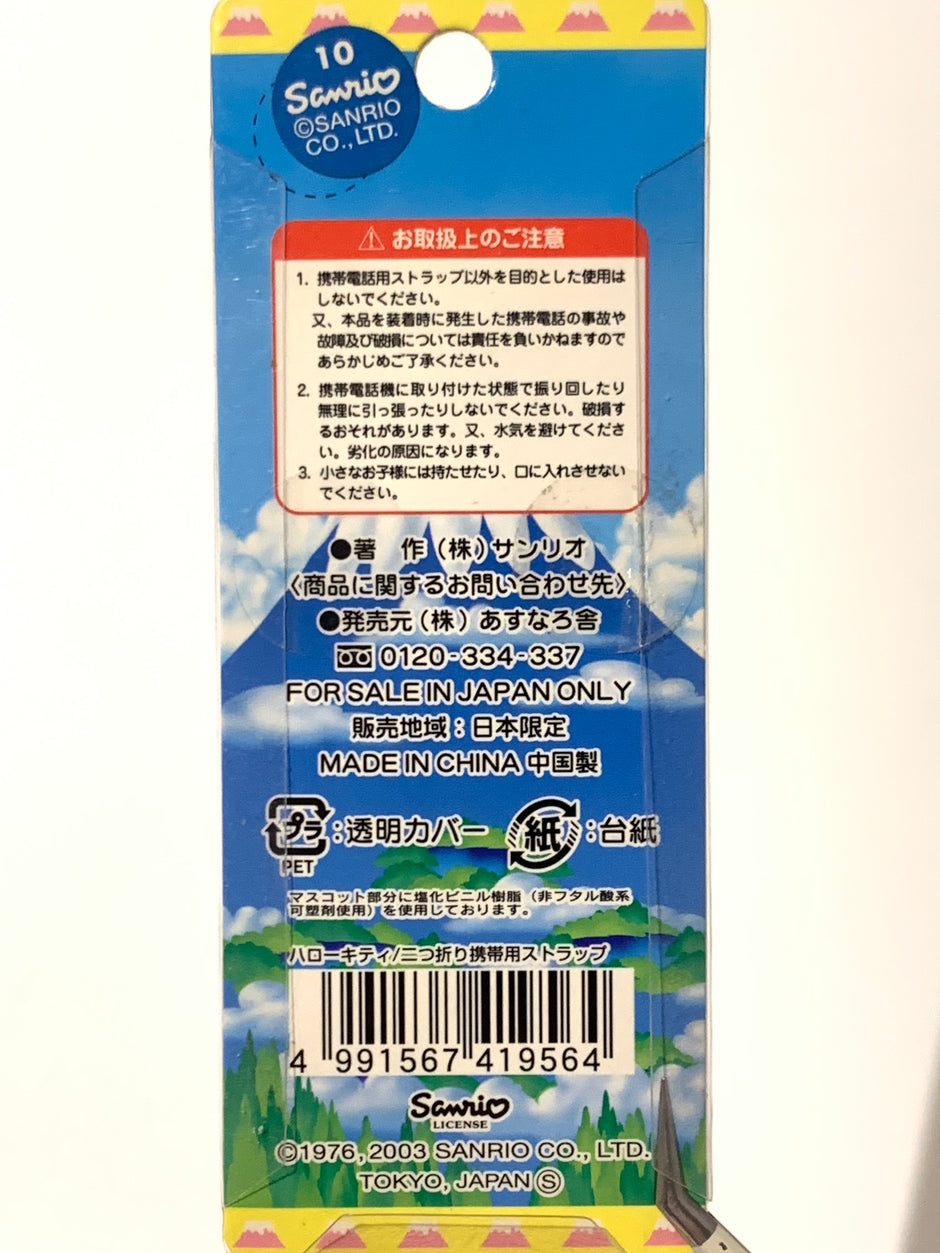 10
Sanrio
©SANRIO
CO.,LTD.
⚠ お取扱上のご注意
1. 携帯電話用ストラップ以外を目的とした使用は
しないでください。
又、本品を装着時に発生した携帯電話の事故や
故障及び破損については責任を負いかねますので
あらかじめご了承ください。
2. 携帯電話機に取り付けた状態で振り回したり
無理に引っ張ったりしないでください。破損す
るおそれがあります。又、水気を避けてくださ
い。劣化の原因になります。
3. 小さなお子様には持たせたり、口に入れさせない
でください。
●著　作(株)サンリオ
〈商品に関するお問い合わせ先〉
●発売元(株)あすなろ舎
0120-334-337
FOR SALE IN JAPAN ONLY
販売地域：日本限定
MADE IN CHINA 中国製
プラ：透明カバー 紙：台紙
PET
マスコット部分に塩化ビニル樹脂（非フタル酸系
可塑剤使用）を使用しております。
ハローキティ/三つ折り携帯用ストラップ
4 991567 419564
Sanrio
LICENSE
©1976, 2003 SANRIO CO., LTD.
TOKYO, JAPAN Ⓢ